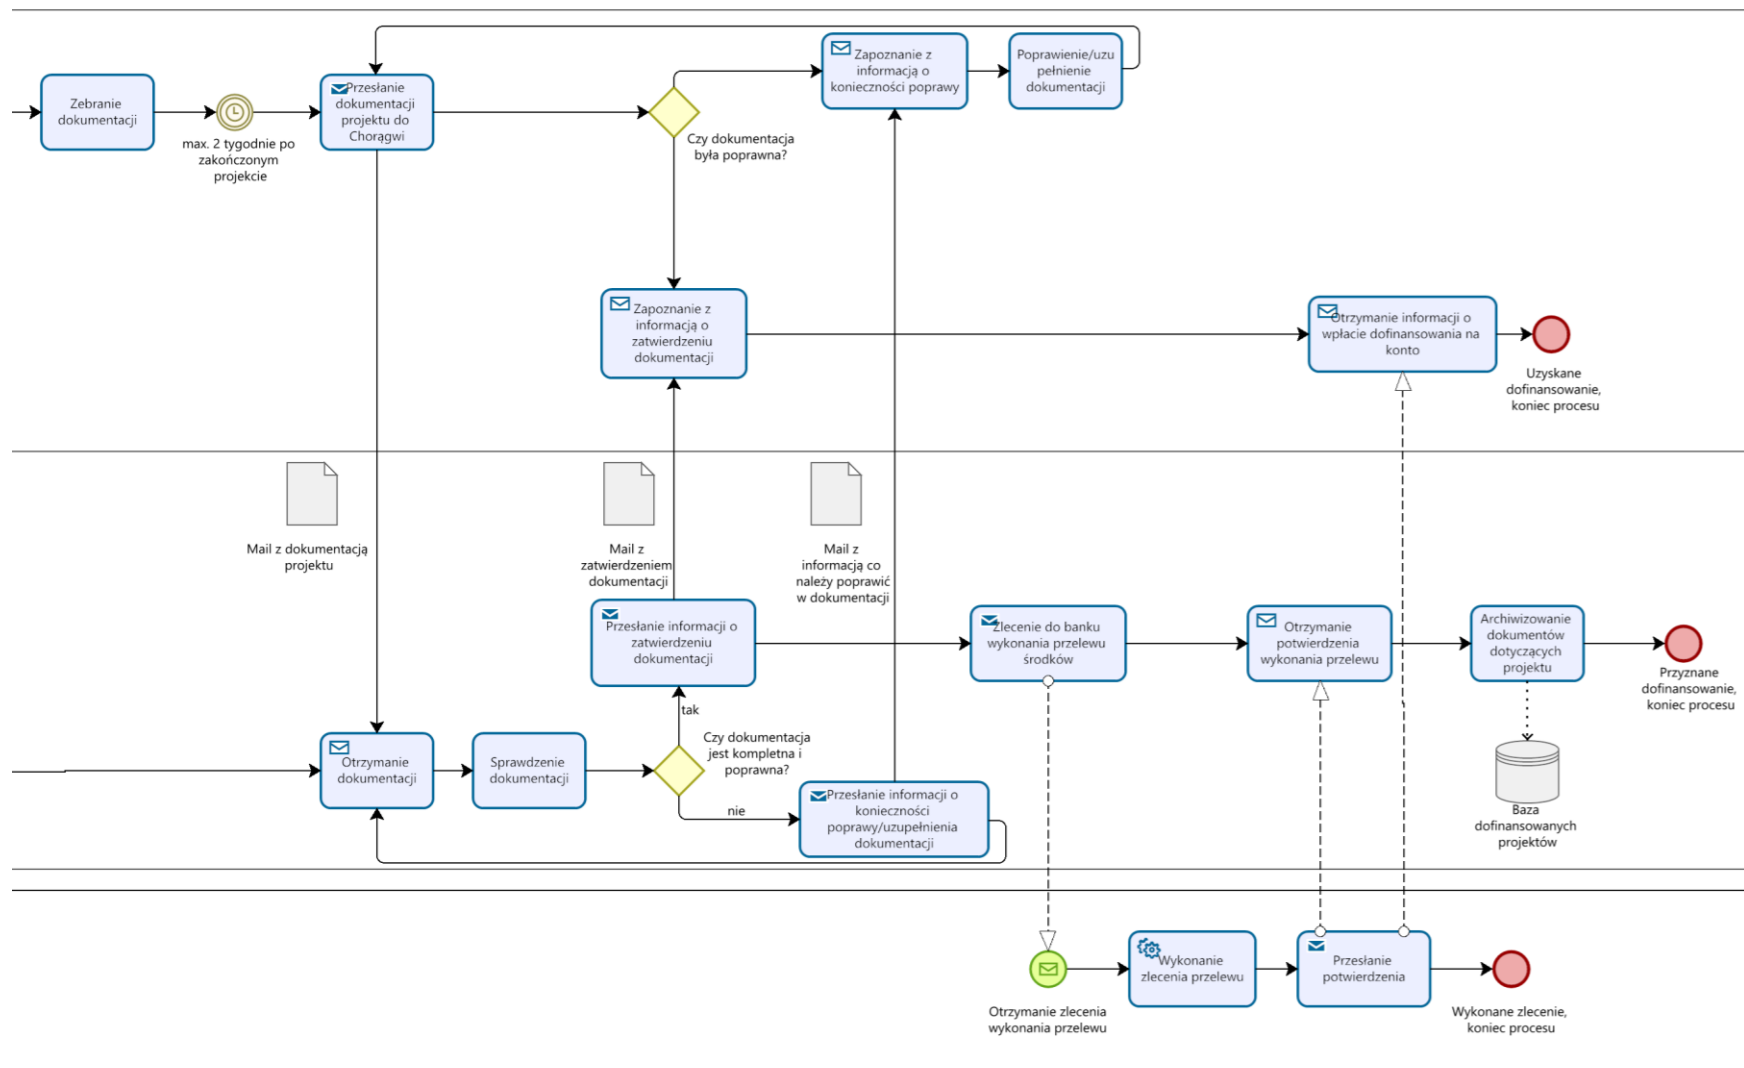 Zebranie
dokumentacji
max. 2 tygodnie po
zakończonym
projekcie
Przesłanie
dokumentacji
projektu do
Chorągwi
Czy dokumentacja
była poprawna?
Zapoznanie z
informacją o
konieczności poprawy
Poprawienie/uzu
pełnienie
dokumentacji
Zapoznanie z
informacją o
zatwierdzeniu
dokumentacji
Otrzymanie informacji o
wpłacie dofinansowania na
konto
Uzyskane
dofinansowanie,
koniec procesu
Mail z dokumentacją
projektu
Mail z
zatwierdzeniem
dokumentacji
Mail z
informacją co
należy poprawić
w dokumentacji
Przesłanie informacji o
zatwierdzeniu
dokumentacji
Zlecenie do banku
wykonania przelewu
środków
Otrzymanie
potwierdzenia
wykonania przelewu
Archiwizowanie
dokumentów
dotyczących
projektu
Przyznane
dofinansowanie,
koniec procesu
tak
Otrzymanie
dokumentacji
Sprawdzenie
dokumentacji
Czy dokumentacja
jest kompletna i
poprawna?
nie
Przesłanie informacji o
konieczności
poprawy/uzupełnienia
dokumentacji
Baza
dofinansowanych
projektów
Otrzymanie zlecenia
wykonania przelewu
Wykonanie
zlecenia przelewu
Przesłanie
potwierdzenia
Wykonane zlecenie,
koniec procesu